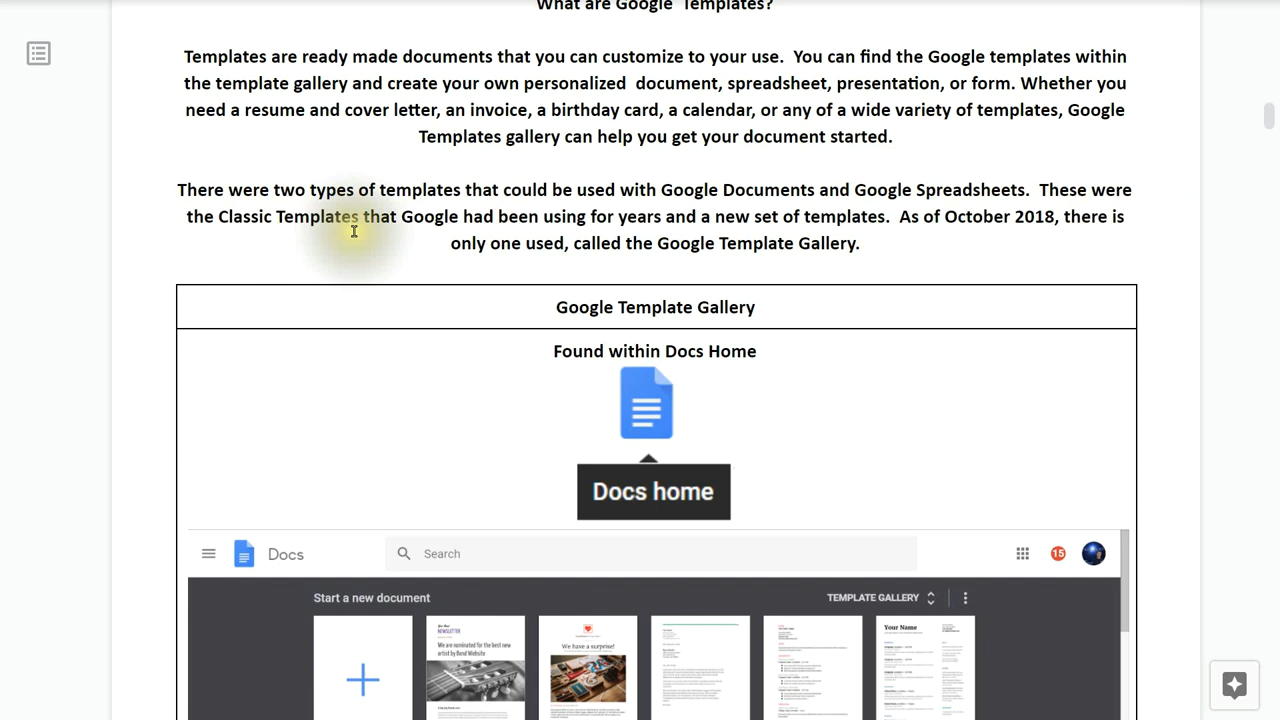 What are Google  Templates?
Templates are ready made documents that you can customize to your use.  You can find the Google templates within
the template gallery and create your own personalized  document, spreadsheet, presentation, or form. Whether you
need a resume and cover letter, an invoice, a birthday card, a calendar, or any of a wide variety of templates, Google
Templates gallery can help you get your document started.
There were two types of templates that could be used with Google Documents and Google Spreadsheets.  These were
the Classic Templates that Google had been using for years and a new set of templates.  As of October 2018, there is
only one used, called the Google Template Gallery.
Google Template Gallery
Found within Docs Home
Docs home
Docs
Search
15
Start a new document
TEMPLATE GALLERY
NEWSLETTER
We are nominated for the best
artist by Band Website
We have a surprise!
Your Name